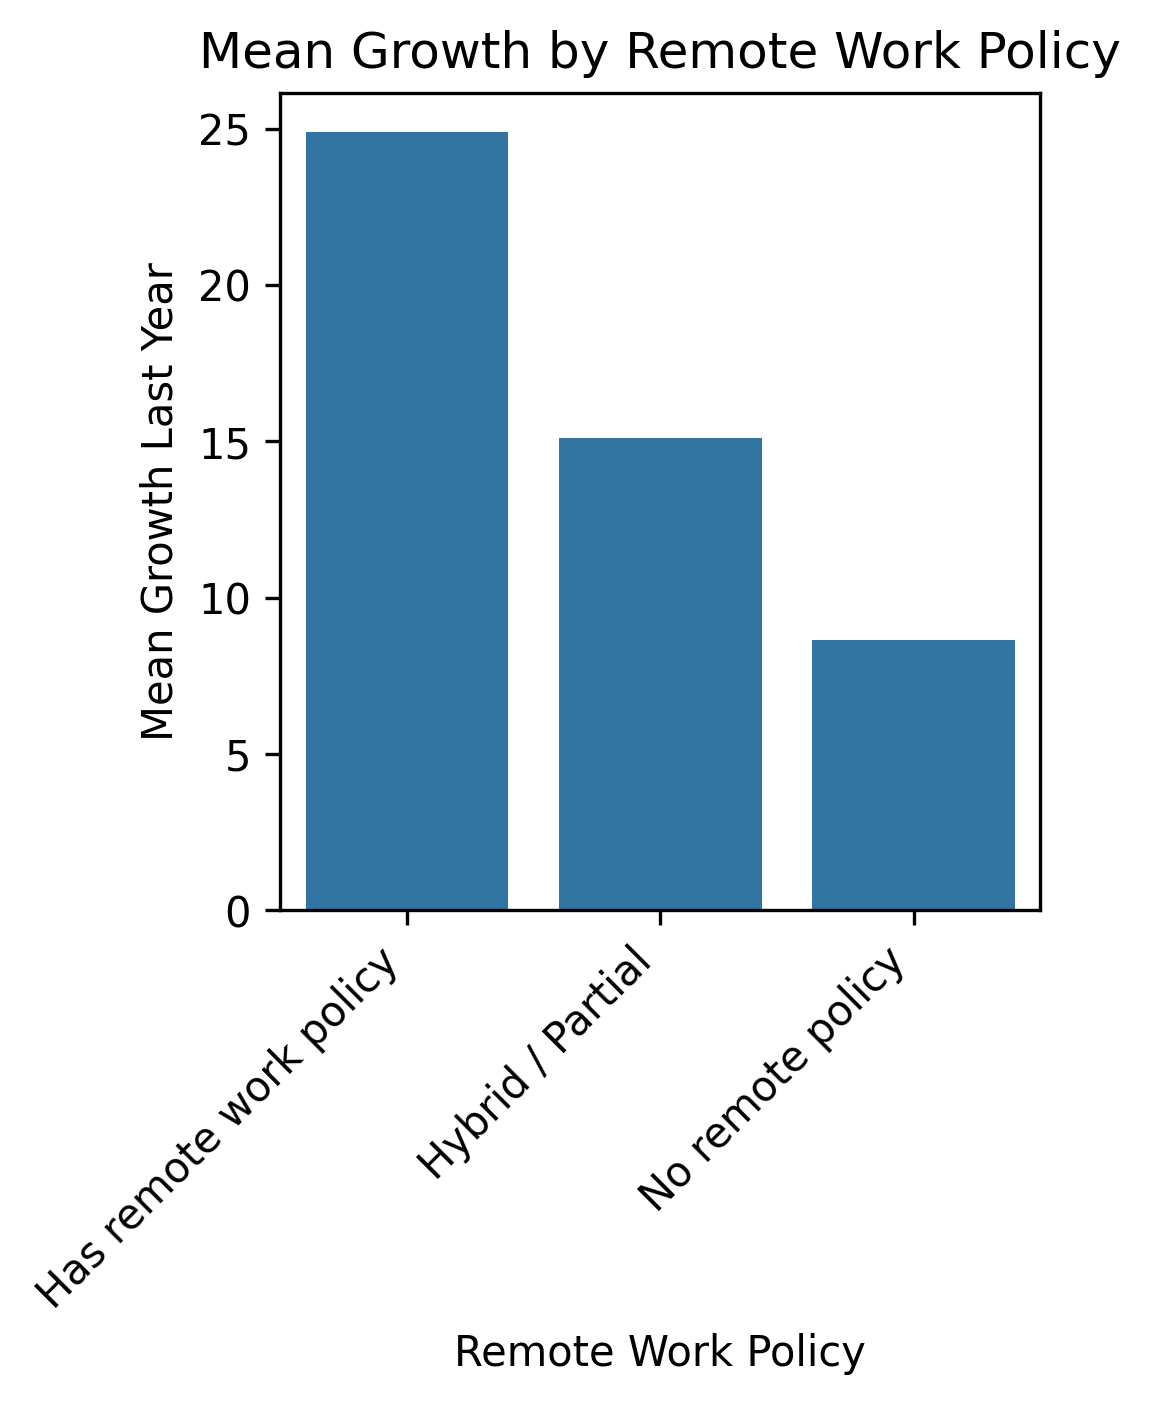 Mean Growth by Remote Work Policy
Mean Growth Last Year
25
20
15
10
5
0
Has remote work policy
Hybrid / Partial
No remote policy
Remote Work Policy